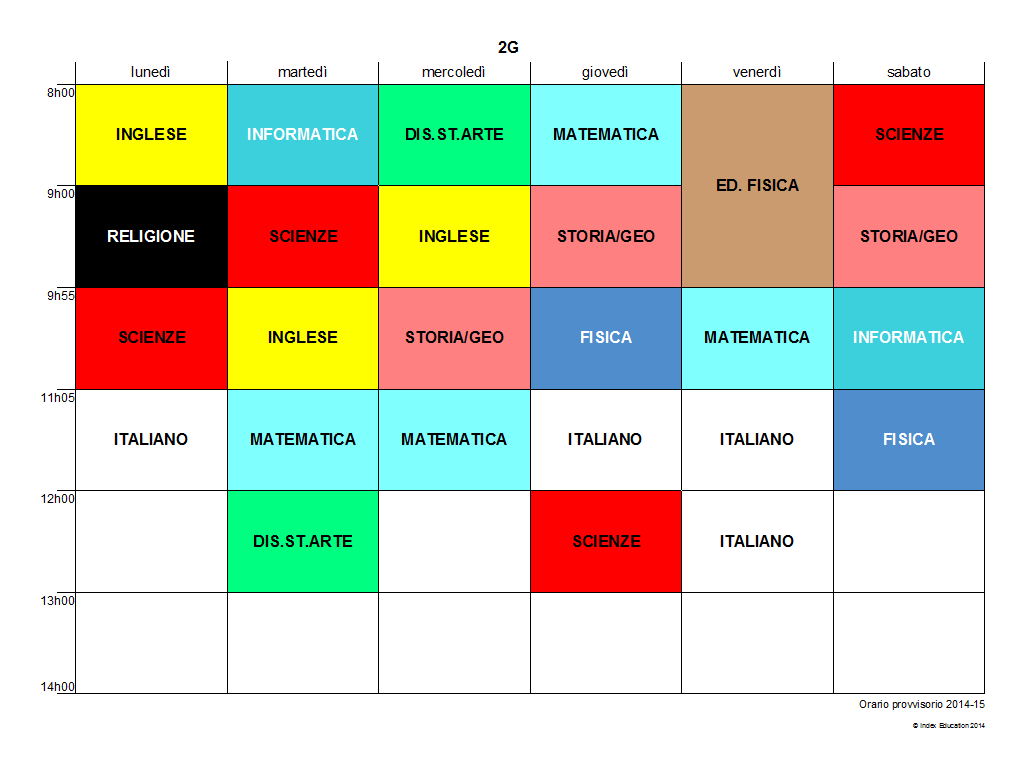 2G
lunedì martedì mercoledì giovedì venerdì sabato
8h00
INGLESE INFORMATICA DIS.ST.ARTE MATEMATICA ED. FISICA SCIENZE
9h00
RELIGIONE SCIENZE INGLESE STORIA/GEO STORIA/GEO
9h55
SCIENZE INGLESE STORIA/GEO FISICA MATEMATICA INFORMATICA
11h05
ITALIANO MATEMATICA MATEMATICA ITALIANO ITALIANO FISICA
12h00
DIS.ST.ARTE SCIENZE ITALIANO
13h00
14h00
Orario provvisorio 2014-15
© Index Education 2014